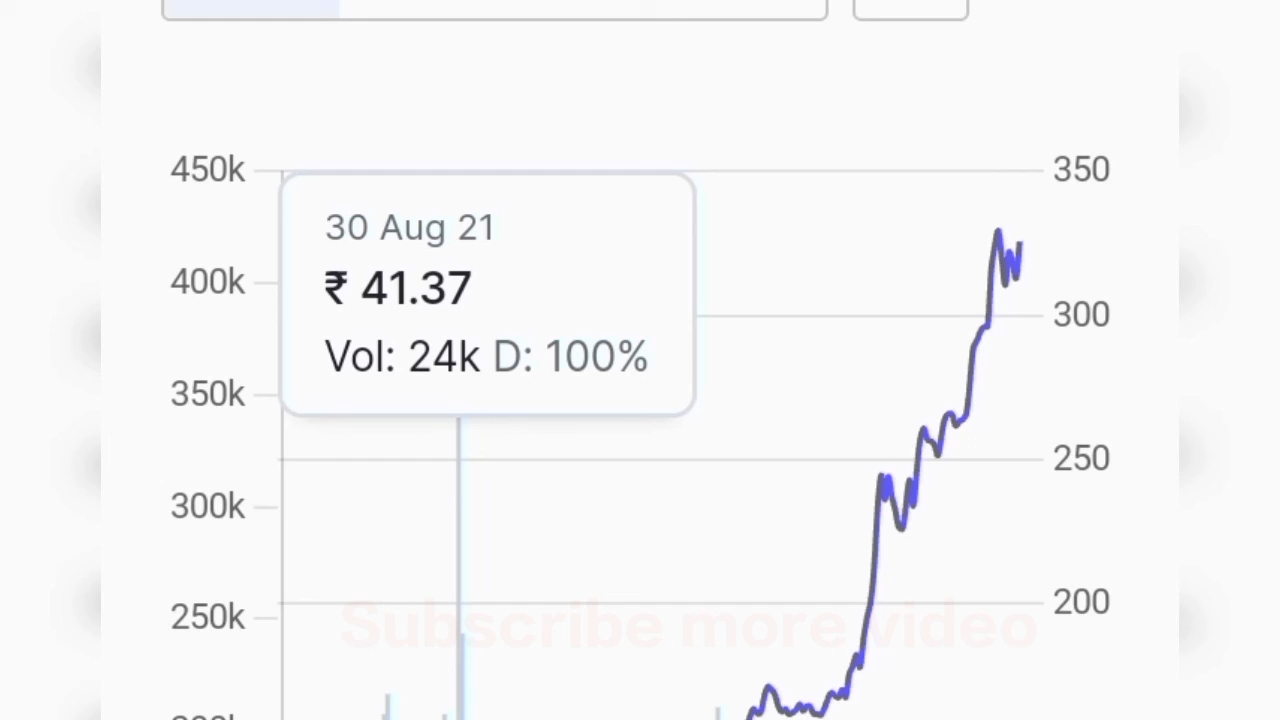 450k
350
30 Aug 21
₹ 41.37
Vol: 24k D: 100%
400k
300
350k
250
300k
200
250k
Subscribe more video